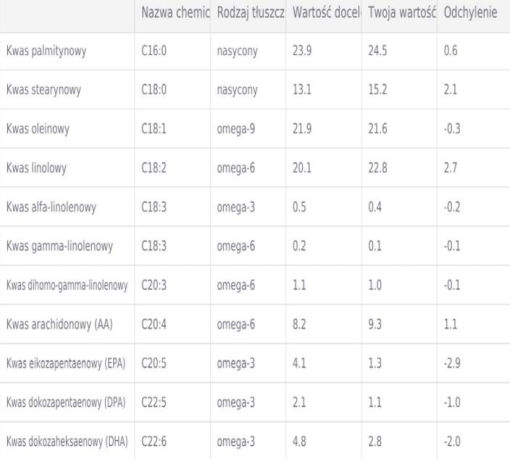 Nazwa chemic Rodzaj tłuszcz Wartość docel Twoja wartość Odchylenie
Kwas palmitynowy C16:0 nasycony 23.9 24.5 0.6
Kwas stearynowy C18:0 nasycony 13.1 15.2 2.1
Kwas oleinowy C18:1 omega-9 21.9 21.6 -0.3
Kwas linolowy C18:2 omega-6 20.1 22.8 2.7
Kwas alfa-linolenowy C18:3 omega-3 0.5 0.4 -0.2
Kwas gamma-linolenowy C18:3 omega-6 0.2 0.1 -0.1
Kwas dihomo-gamma-linolenowy C20:3 omega-6 1.1 1.0 -0.1
Kwas arachidonowy (AA) C20:4 omega-6 8.2 9.3 1.1
Kwas eikozapentaenowy (EPA) C20:5 omega-3 4.1 1.3 -2.9
Kwas dokozapentaenowy (DPA) C22:5 omega-3 2.1 1.1 -1.0
Kwas dokozaheksaenowy (DHA) C22:6 omega-3 4.8 2.8 -2.0